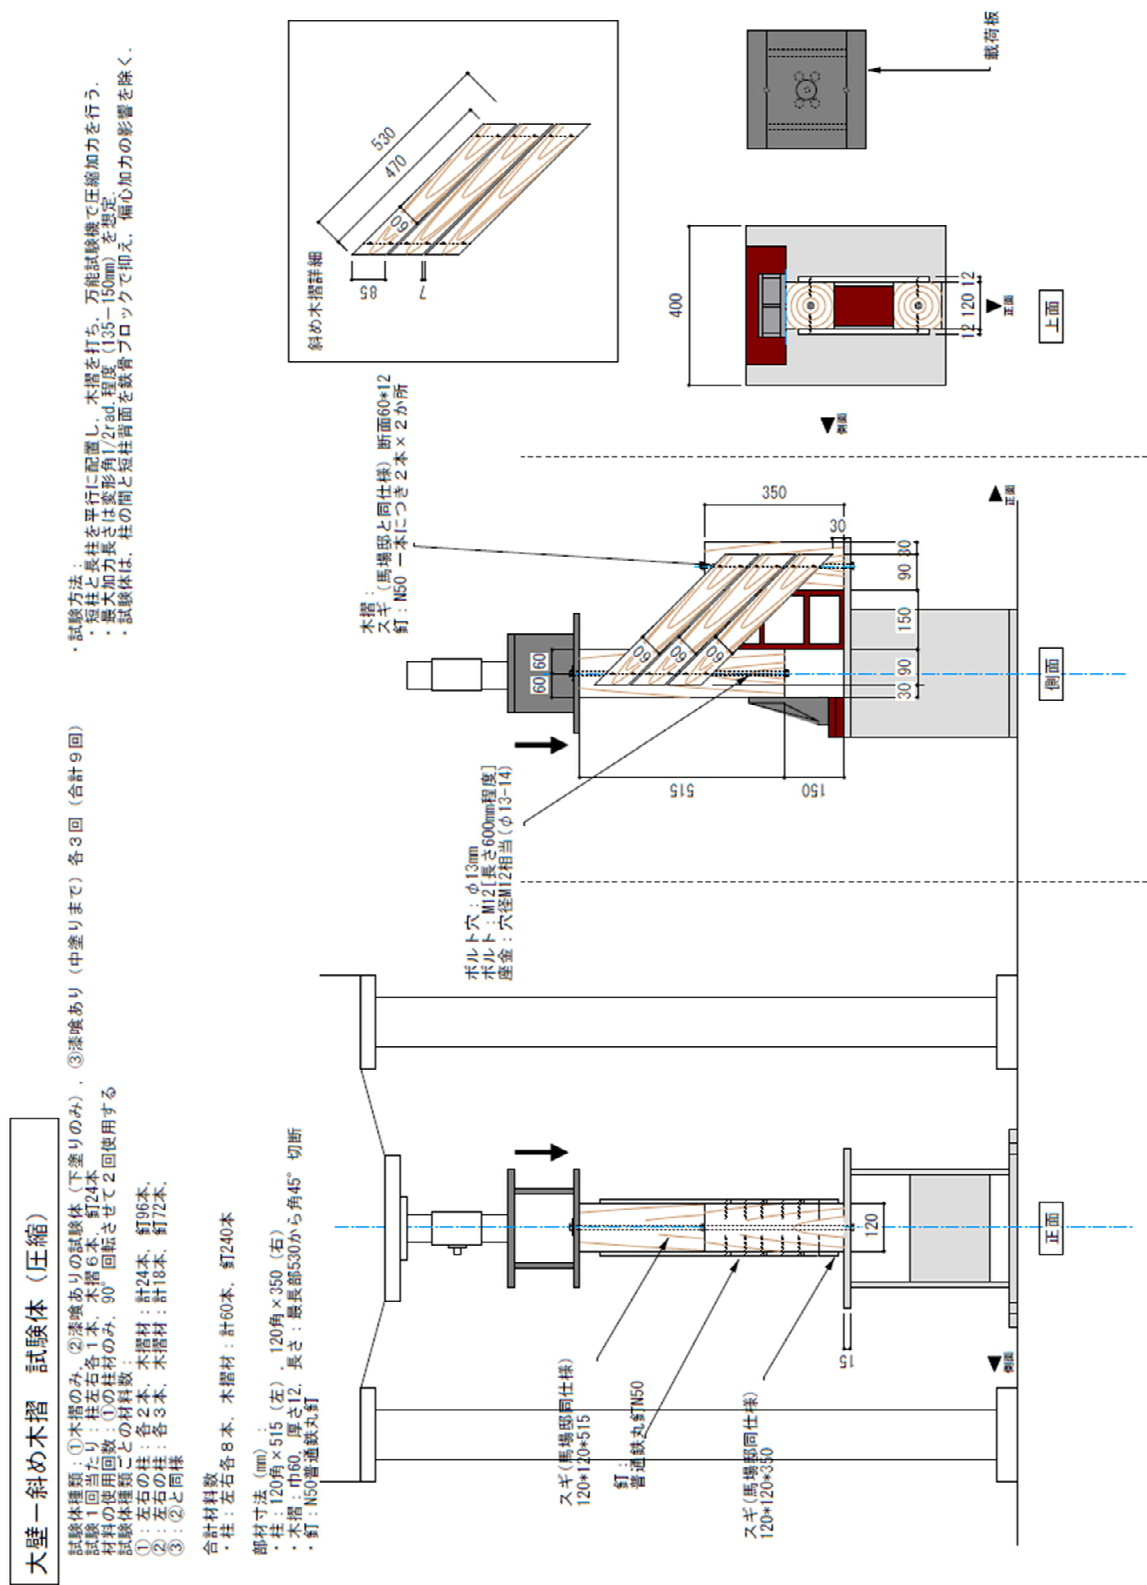 大壁－斜め木摺　試験体（圧縮）
試験体種類：①木摺のみ，②漆喰ありの試験体（下塗りのみ），③漆喰あり（中塗りまで）各３回（合計９回）
試験１回当たり：柱左右各１本，木摺６本，釘24本
材料の使用回数：①の柱材のみ，90°回転させて２回使用する
試験体種類ごとの材料数：
①：左右の柱：各２本，木摺材：計24本，釘96本，
②：左右の柱：各３本，木摺材：計18本，釘72本，
③：②と同様
合計材料数
・柱：左右各８本，木摺材：計60本，釘240本
部材寸法（mm）：
・柱：120角×515（左），120角×350（右）
・木摺：巾60，厚さ12，長さ：最長部530から角45°切断
・釘：N50普通鉄丸釘
・試験方法：
・短柱と長柱を平行に配置し，木摺を打ち，万能試験機で圧縮加力を行う．
・最大加力長さは変形角1/2rad.程度（135－150mm）を想定．
・試験体は，柱の間と短柱背面を鉄骨ブロックで抑え，偏心加力の影響を除く．
スギ(馬場邸同仕様)
120*120*515
釘：
普通鉄丸釘N50
スギ(馬場邸同仕様)
120*120*350
15
120
側面
正面
ボルト穴：φ13mm
ボルト：M12[長さ600mm程度]
座金：穴径M12相当(φ13-14)
木摺：
スギ（馬場邸と同仕様）断面60*12
釘：N50 一本につき２本×２か所
60
60
60
60
60
515
150
350
30
30
90
150
90
30
正面
側面
斜め木摺詳細
530
470
60
85
7
400
12
120
12
正面
側面
上面
載荷板